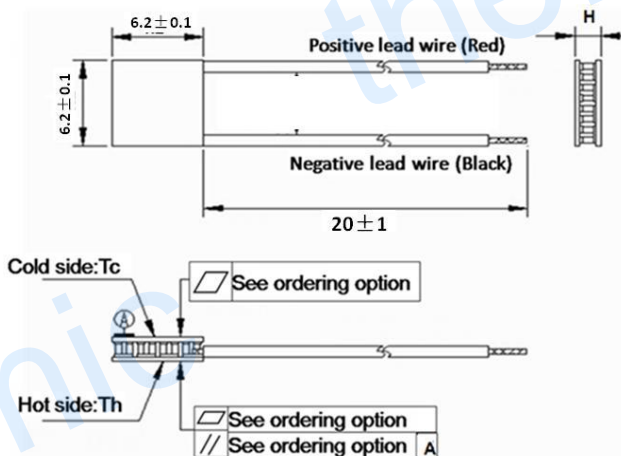 6.2±0.1
Positive lead wire (Red)
H
6.2±0.1
Negative lead wire (Black)
20±1
Cold side:Tc
See ordering option
A
Hot side:Th
See ordering option
// See ordering option A